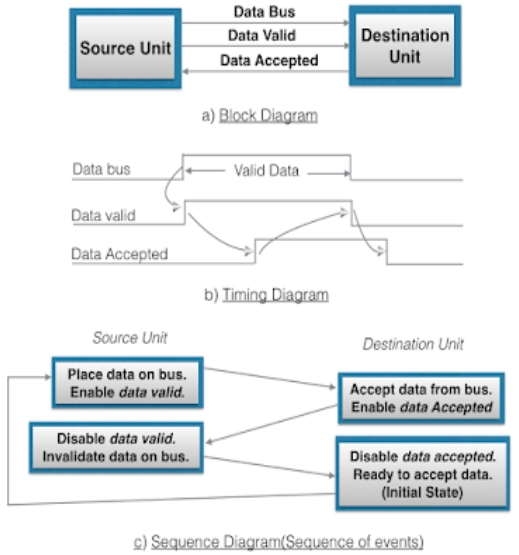 Data Bus
Source Unit
Data Valid
Destination Unit
Data Accepted
a) Block Diagram
Data bus
Valid Data
Data valid
Data Accepted
b) Timing Diagram
Source Unit
Destination Unit
Place data on bus.
Enable data valid.
Accept data from bus.
Enable data Accepted
Disable data valid.
Invalidate data on bus.
Disable data accepted.
Ready to accept data.
(Initial State)
c) Sequence Diagram(Sequence of events)